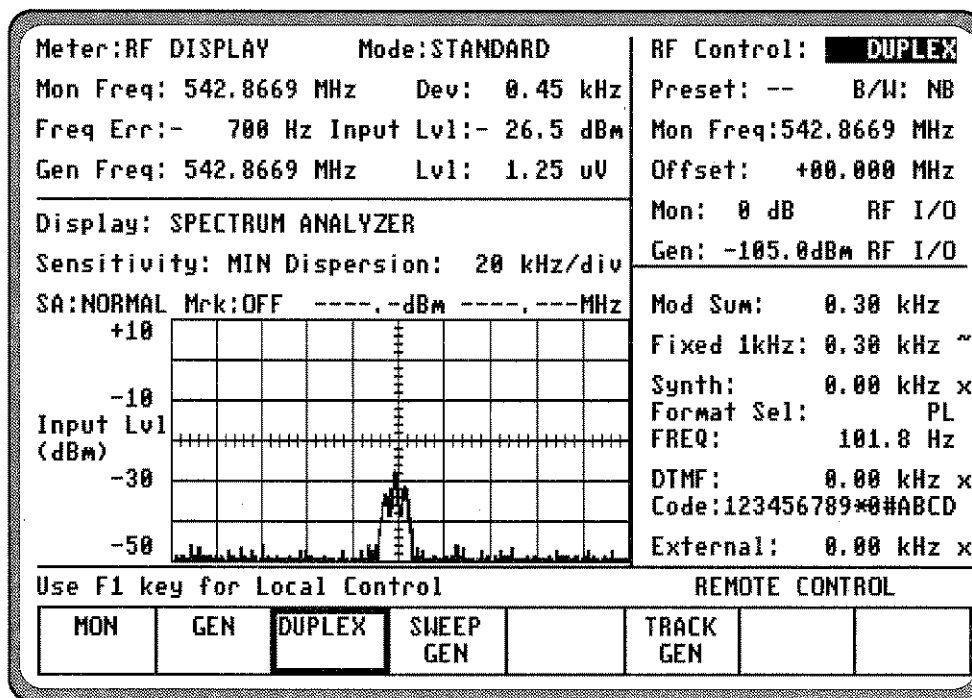 Meter:RF DISPLAY Mode:STANDARD
Mon Freq: 542.8669 MHz Dev: 0.45 kHz
Freq Err:- 700 Hz Input Lvl:- 26.5 dBm
Gen Freq: 542.8669 MHz Lvl: 1.25 uV
Display: SPECTRUM ANALYZER
Sensitivity: MIN Dispersion: 20 kHz/div
SA:NORMAL Mrk:OFF ----.-dBm ----.---MHz
+10
-10
Input Lvl
(dBm)
-30
-50
RF Control: DUPLEX
Preset: -- B/W: NB
Mon Freq:542.8669 MHz
Offset: +00.000 MHz
Mon: 0 dB RF I/O
Gen: -105.0dBm RF I/O
Mod Sum: 0.30 kHz
Fixed 1kHz: 0.30 kHz ~
Synth: 0.00 kHz x
Format Sel: PL
FREQ: 101.8 Hz
DTMF: 0.00 kHz x
Code:123456789*0#ABCD
External: 0.00 kHz x
Use F1 key for Local Control REMOTE CONTROL
MON GEN DUPLEX SWEEP GEN TRACK GEN